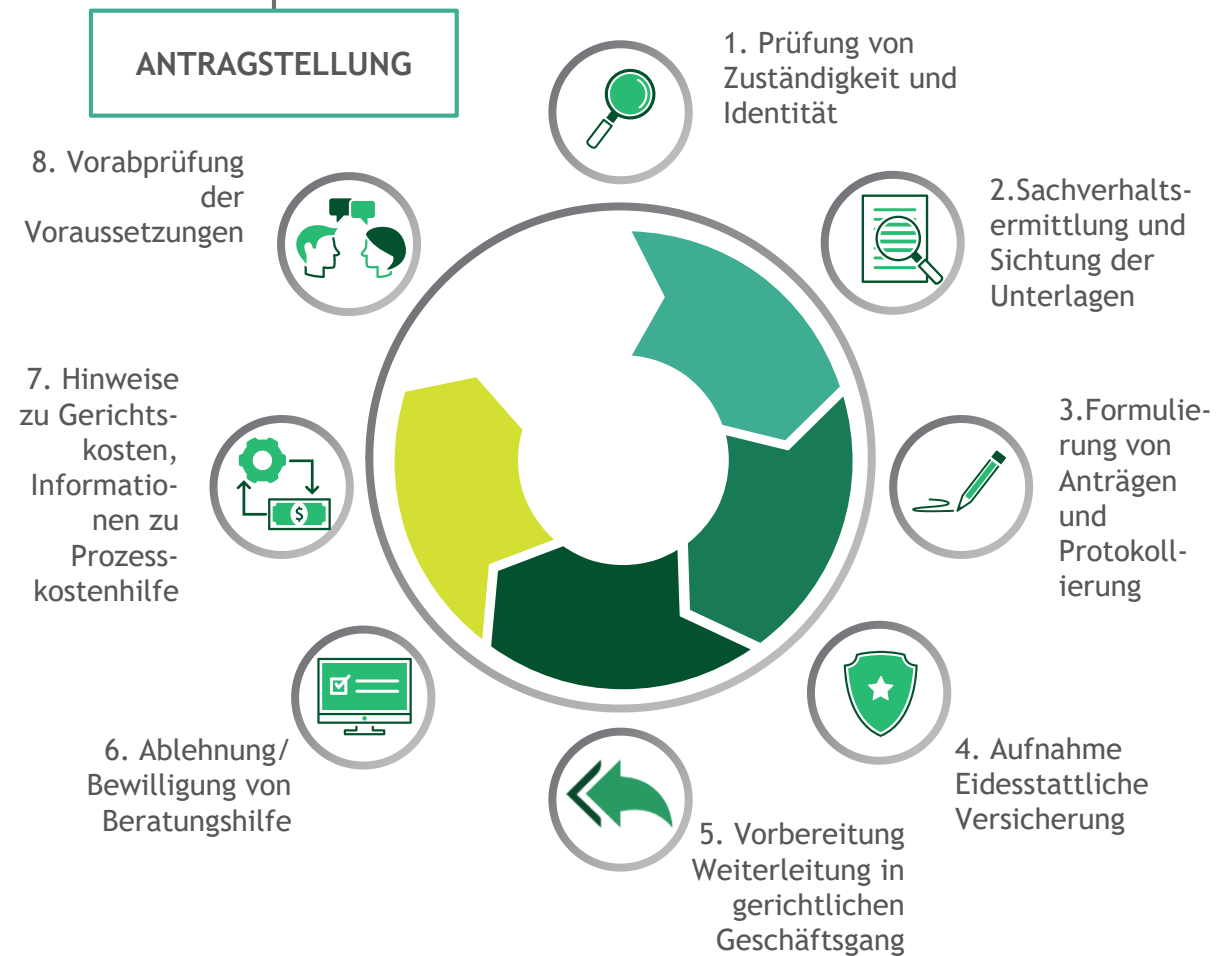 ANTRAGSTELLUNG
1. Prüfung von
Zuständigkeit und
Identität
2.Sachverhalts-
ermittlung und
Sichtung der
Unterlagen
3.Formulie-
rung von
Anträgen
und
Protokoll-
ierung
4. Aufnahme
Eidesstattliche
Versicherung
5. Vorbereitung
Weiterleitung in
gerichtlichen
Geschäftsgang
6. Ablehnung/
Bewilligung von
Beratungshilfe
7. Hinweise
zu Gerichts-
kosten,
Informatio-
nen zu
Prozess-
kostenhilfe
$
8. Vorabprüfung
der
Voraussetzungen